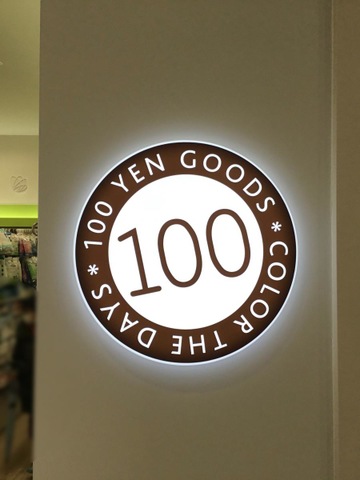 100 YEN GOODS * COLOR THE DAYS *
100